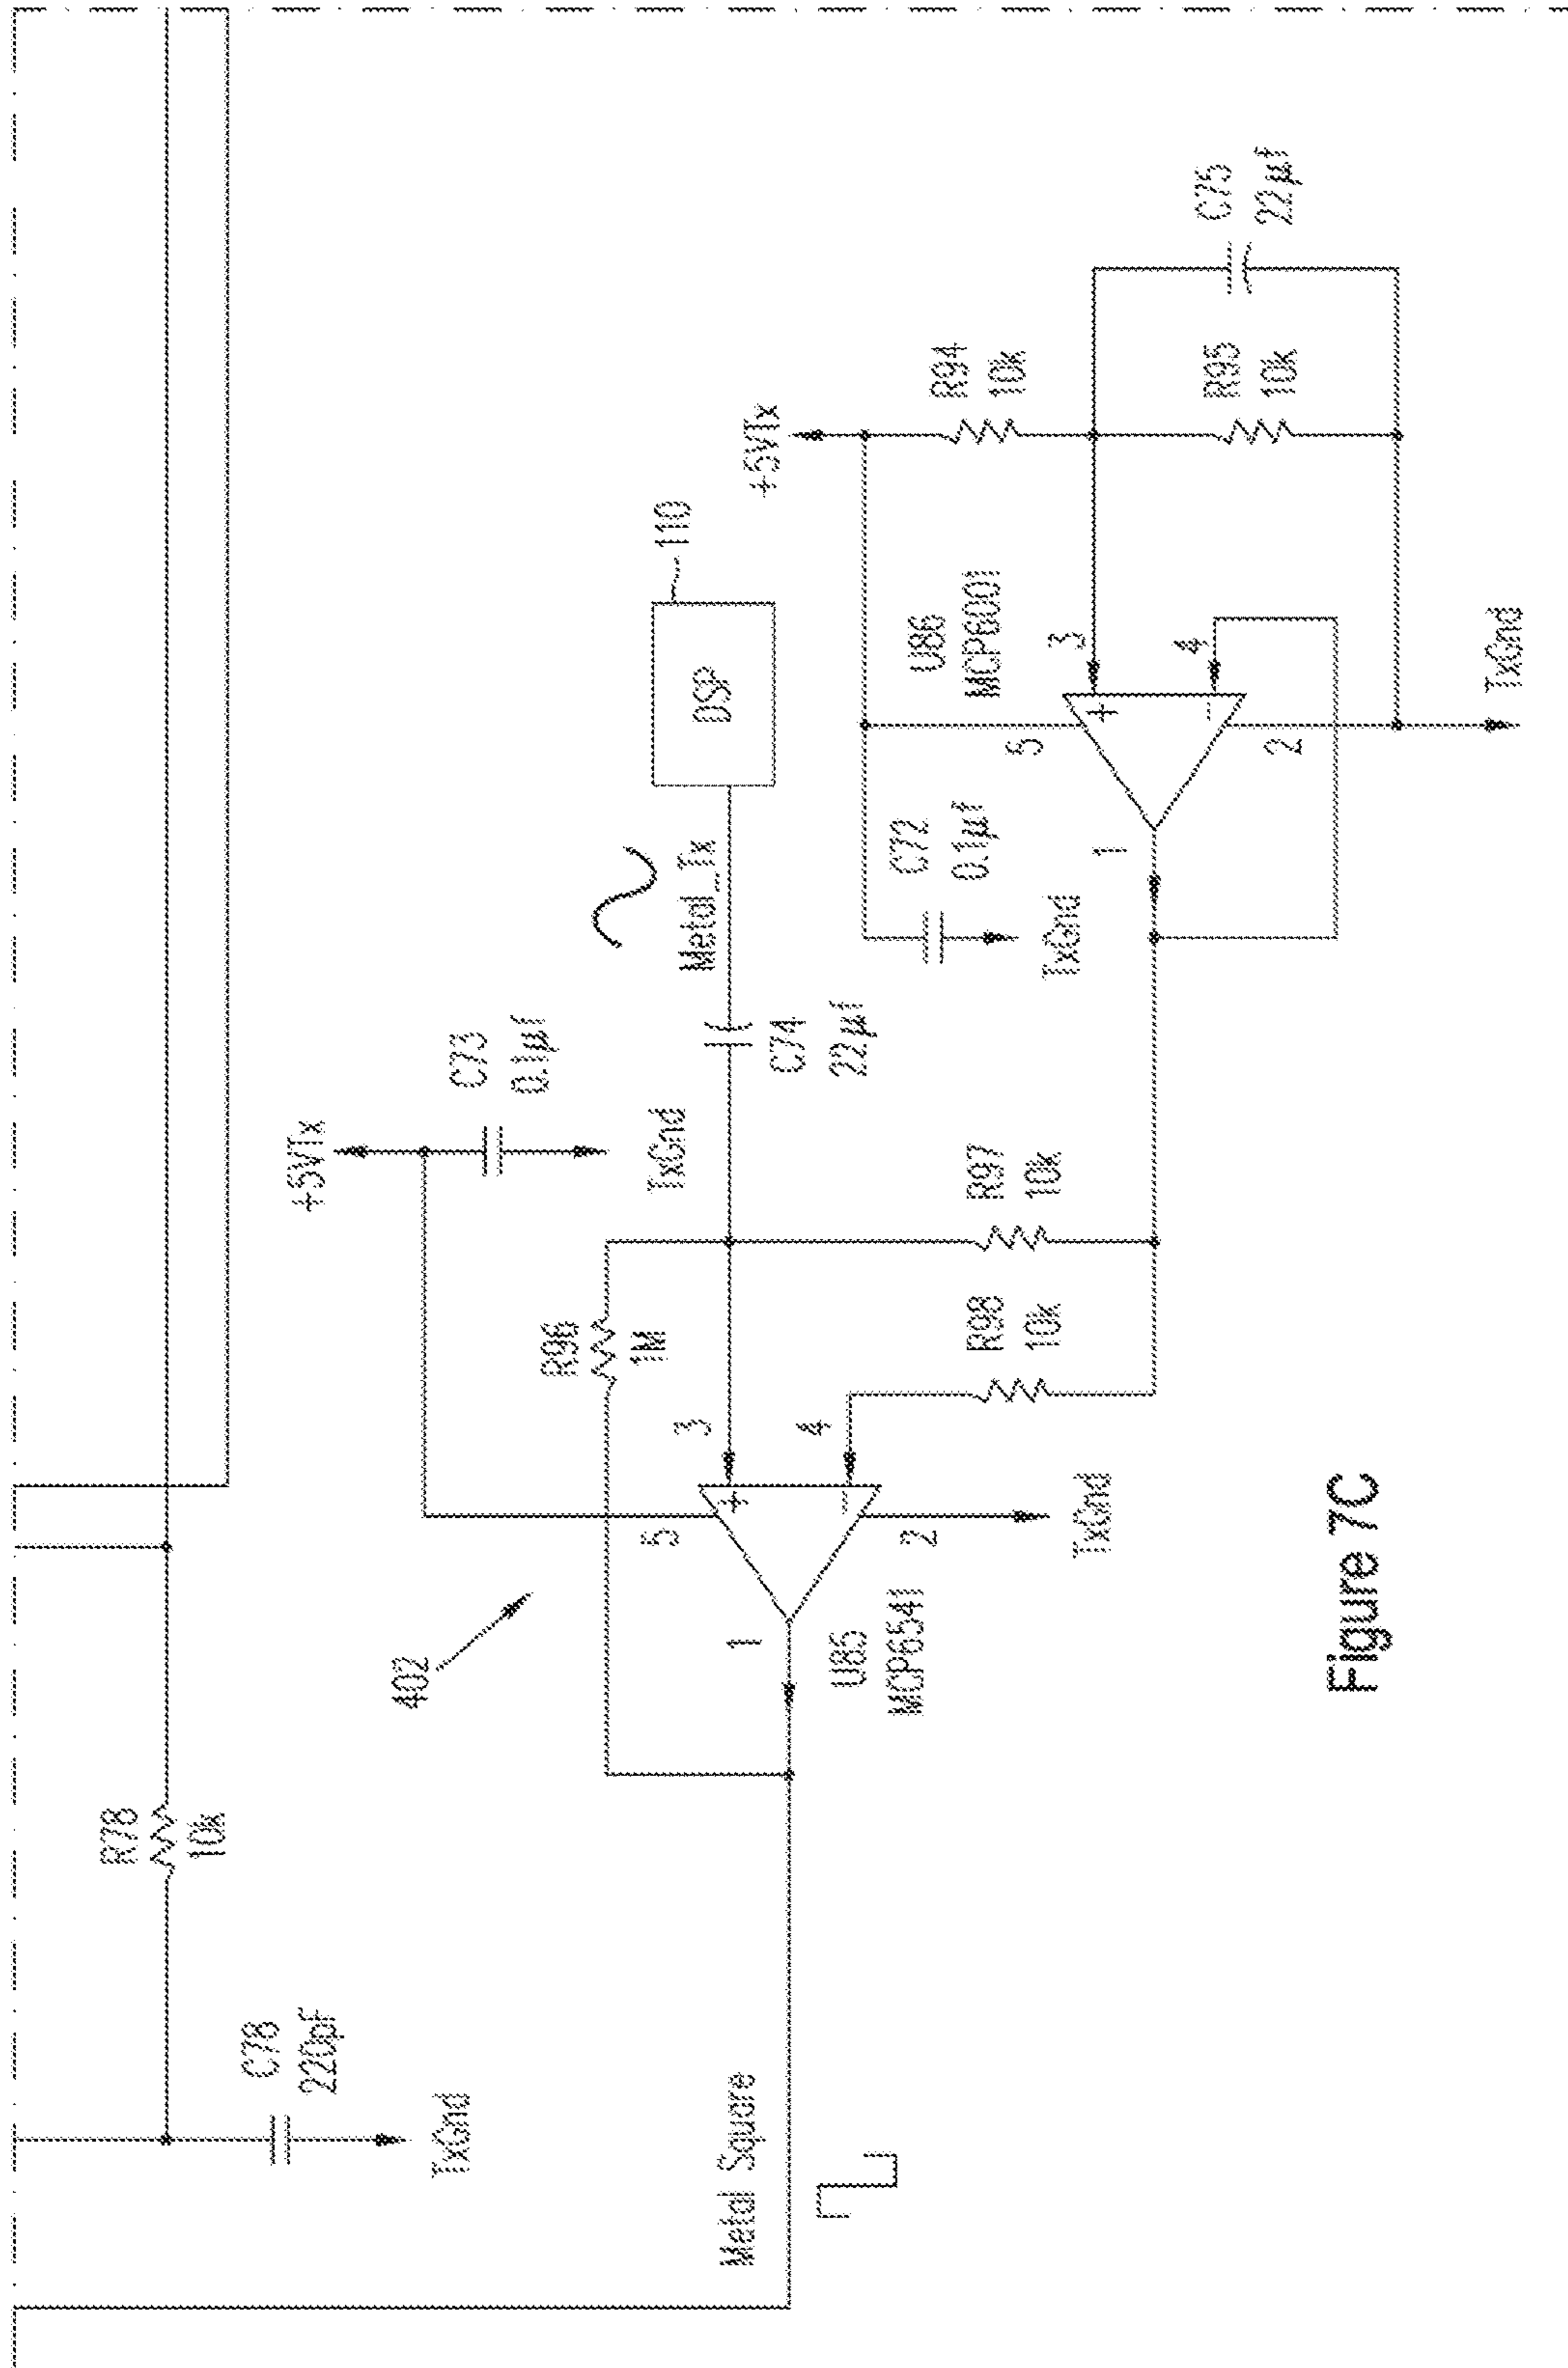 R78
10k
C78
220pF
TxGnd
Metal Square
402
+5VTx
C73
0.1µf
TxGnd
R96
1M
3
4
5
2
1
U85
MCP6541
TxGnd
R98
10k
R97
10k
C74
22µf
Metal_Tx
DSP
110
+5VTx
C72
0.1µf
TxGnd
U86
MCP6001
3
4
5
2
1
R94
10k
R95
10k
C75
22µf
TxGnd
Figure 7C